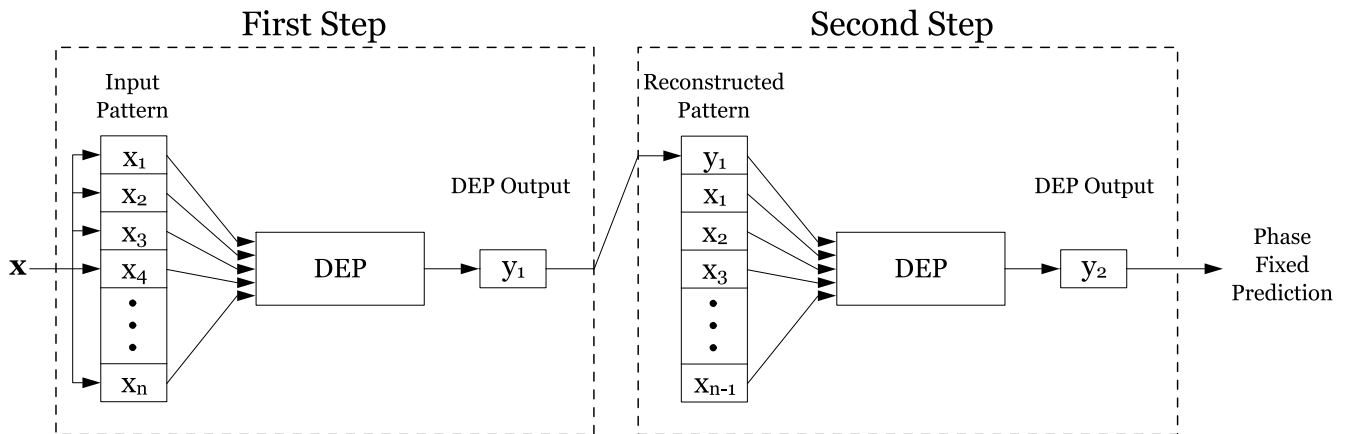 First Step
Second Step
Input
Pattern
x₁
x₂
x₃
x₄
xₙ
x
DEP
DEP Output
y₁
Reconstructed
Pattern
y₁
x₁
x₂
x₃
xₙ₋₁
DEP
DEP Output
y₂
Phase
Fixed
Prediction